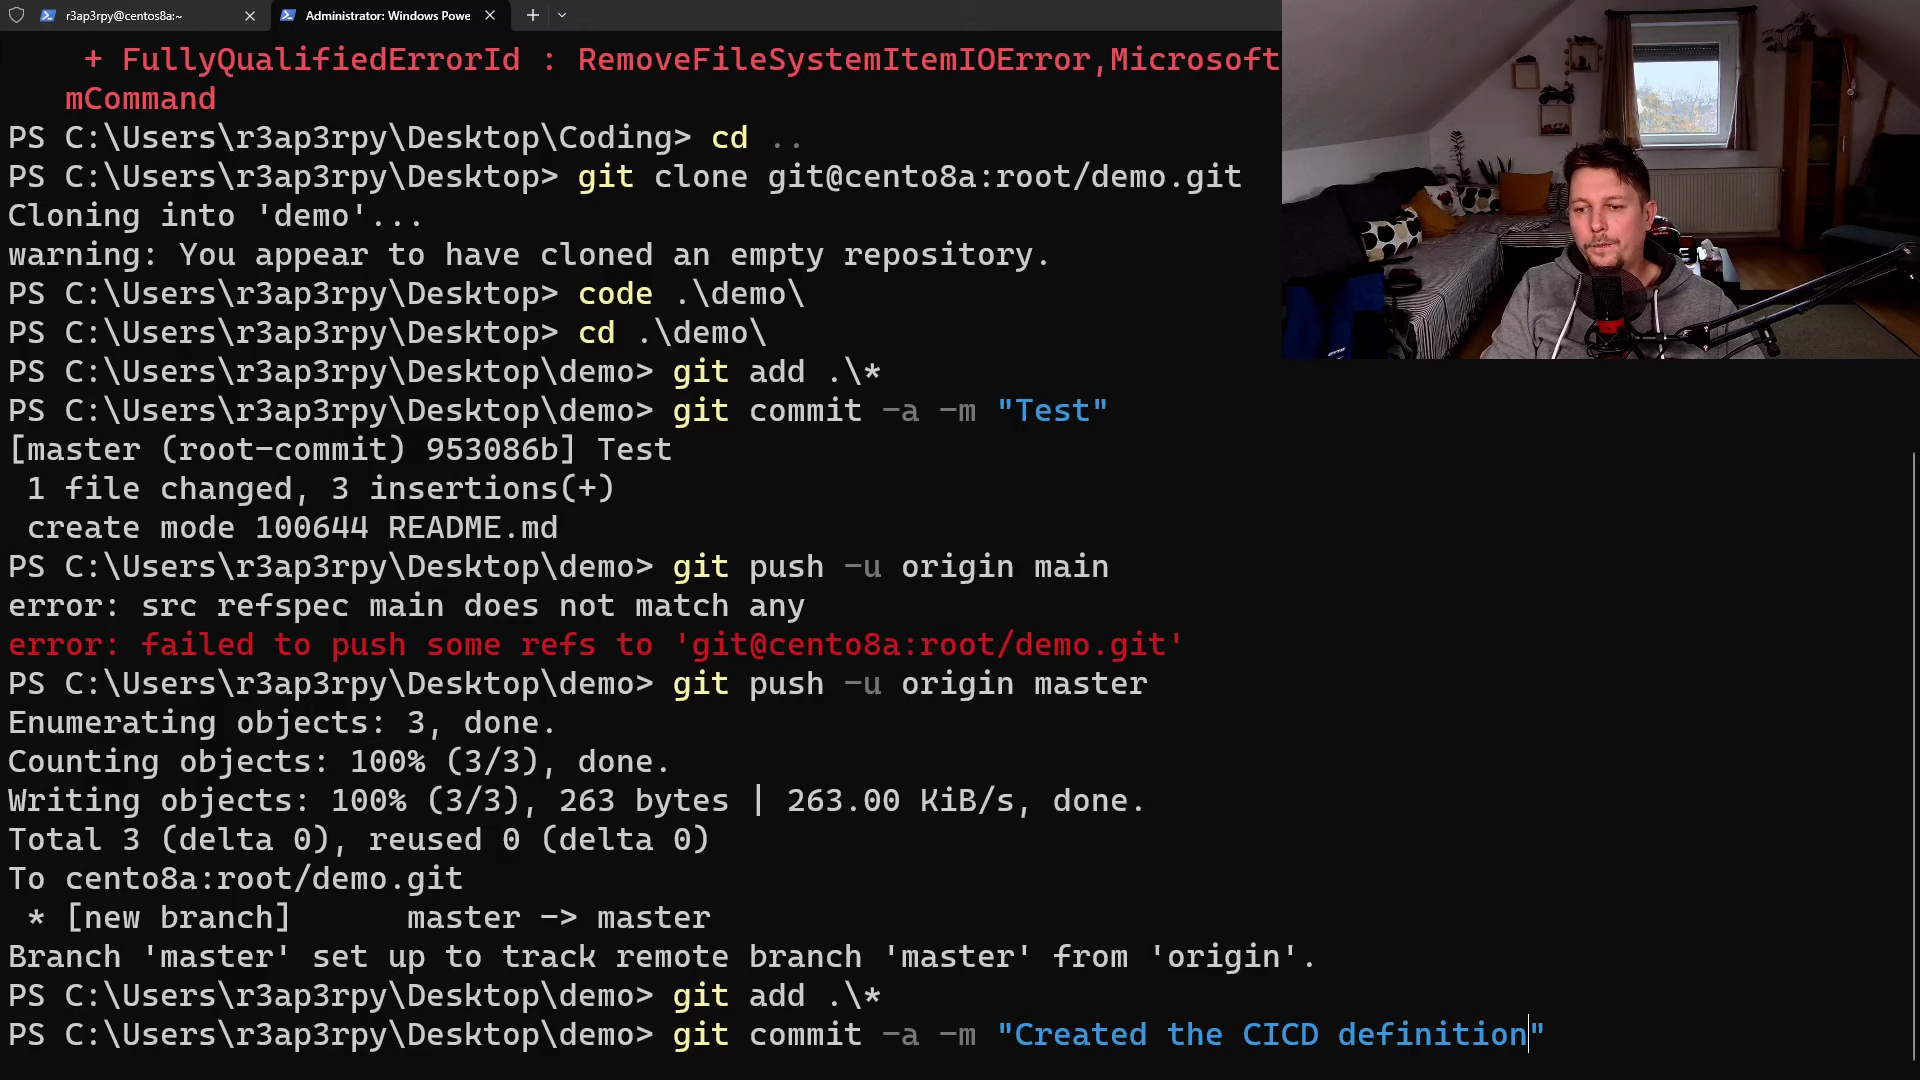 r3ap3rpy@centos8a:~
Administrator: Windows Powe
+ FullyQualifiedErrorId : RemoveFileSystemItemIOError,Microsoft
mCommand
PS C:\Users\r3ap3rpy\Desktop\Coding> cd ..
PS C:\Users\r3ap3rpy\Desktop> git clone git@cento8a:root/demo.git
Cloning into 'demo'...
warning: You appear to have cloned an empty repository.
PS C:\Users\r3ap3rpy\Desktop> code .\demo\
PS C:\Users\r3ap3rpy\Desktop> cd .\demo\
PS C:\Users\r3ap3rpy\Desktop\demo> git add .\*
PS C:\Users\r3ap3rpy\Desktop\demo> git commit -a -m "Test"
[master (root-commit) 953086b] Test
1 file changed, 3 insertions(+)
create mode 100644 README.md
PS C:\Users\r3ap3rpy\Desktop\demo> git push -u origin main
error: src refspec main does not match any
error: failed to push some refs to 'git@cento8a:root/demo.git'
PS C:\Users\r3ap3rpy\Desktop\demo> git push -u origin master
Enumerating objects: 3, done.
Counting objects: 100% (3/3), done.
Writing objects: 100% (3/3), 263 bytes | 263.00 KiB/s, done.
Total 3 (delta 0), reused 0 (delta 0)
To cento8a:root/demo.git
* [new branch]      master -> master
Branch 'master' set up to track remote branch 'master' from 'origin'.
PS C:\Users\r3ap3rpy\Desktop\demo> git add .\*
PS C:\Users\r3ap3rpy\Desktop\demo> git commit -a -m "Created the CICD definition"